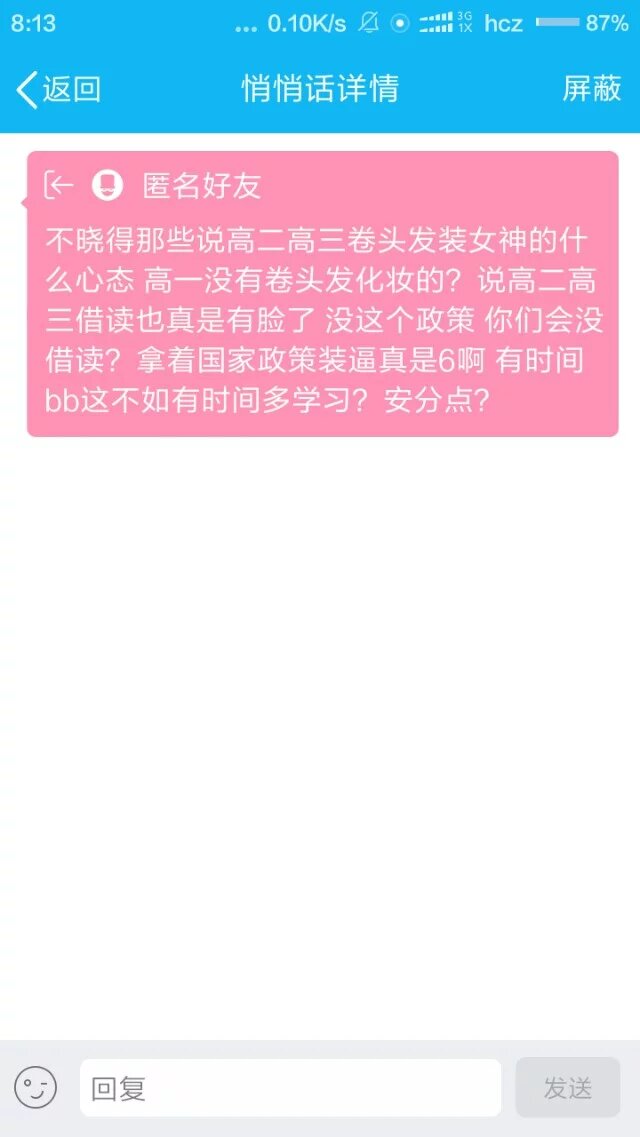 8:13 ... 0.10K/s 3G 1X hcz 87%
返回 悄悄话详情 屏蔽
匿名好友
不晓得那些说高二高三卷头发装女神的什
么心态 高一没有卷头发化妆的？说高二高
三借读也真是有脸了 没这个政策 你们会没
借读？拿着国家政策装逼真是6啊 有时间
bb这不如有时间多学习？安分点？
回复 发送